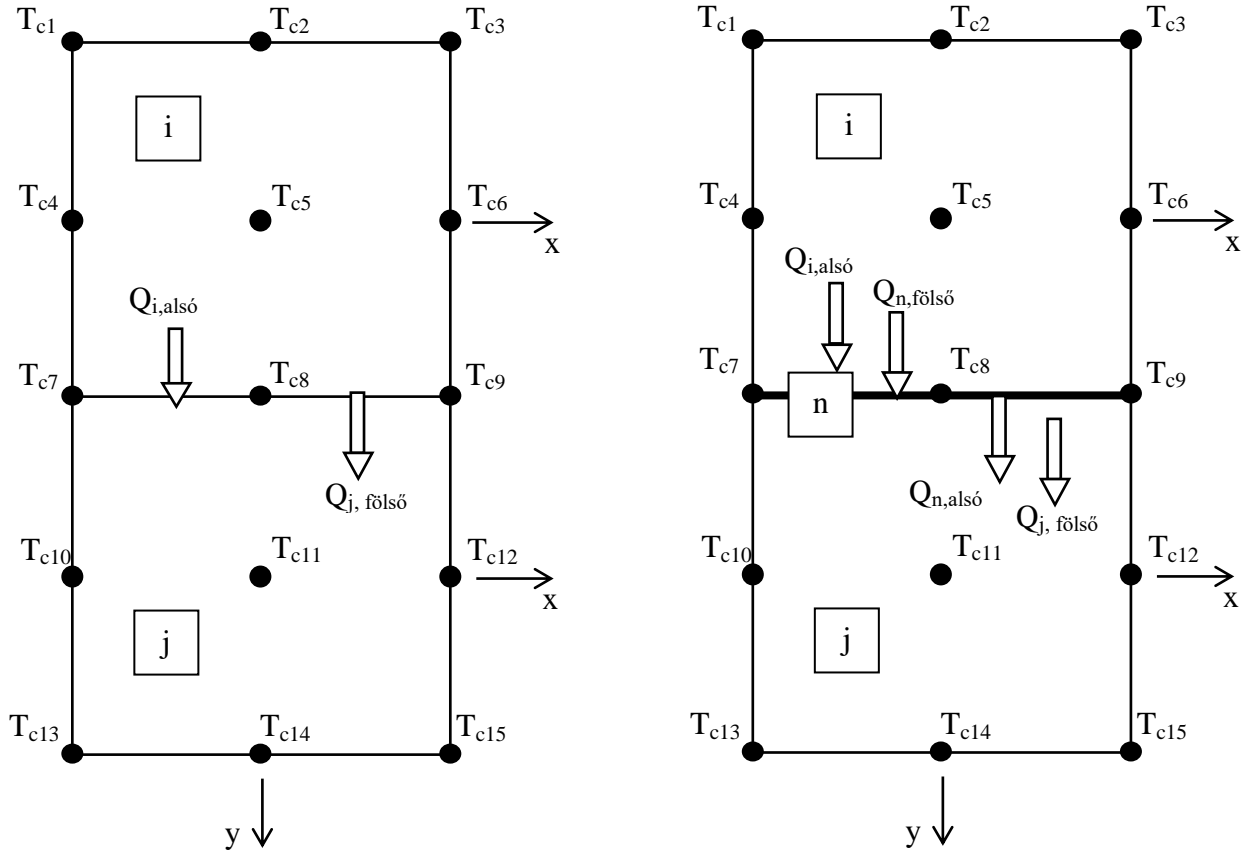 T_c1 T_c2 T_c3
i
T_c4 T_c5 T_c6
x
Q_i,alsó
T_c7 T_c8 T_c9
Q_j, fölső
T_c10 T_c11 T_c12
x
j
T_c13 T_c14 T_c15
y
T_c1 T_c2 T_c3
i
T_c4 T_c5 T_c6
x
Q_i,alsó
Q_n,fölső
T_c7 T_c8 T_c9
n
Q_n,alsó
Q_j, fölső
T_c10 T_c11 T_c12
x
j
T_c13 T_c14 T_c15
y